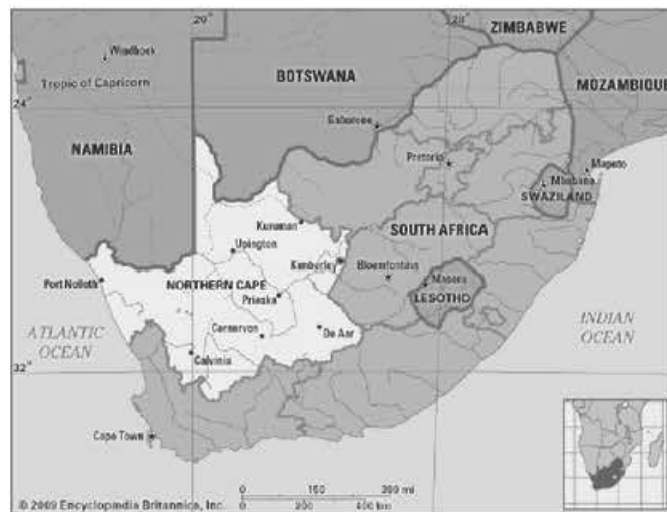 20°
28°
ZIMBABWE
Windhoek
BOTSWANA
MOZAMBIQUE
Tropic of Capricorn
24°
Gaborone
NAMIBIA
Pretoria
Maputo
Mbabane
SWAZILAND
Kuruman
SOUTH AFRICA
Upington
Kimberley
Bloemfontein
Port Nolloth
NORTHERN CAPE
Maseru
Prieska
LESOTHO
INDIAN
OCEAN
ATLANTIC
OCEAN
Carnarvon
De Aar
Calvinia
32°
Cape Town
0 150 300 mi
0 200 400 km
© 2009 Encyclopædia Britannica, Inc.